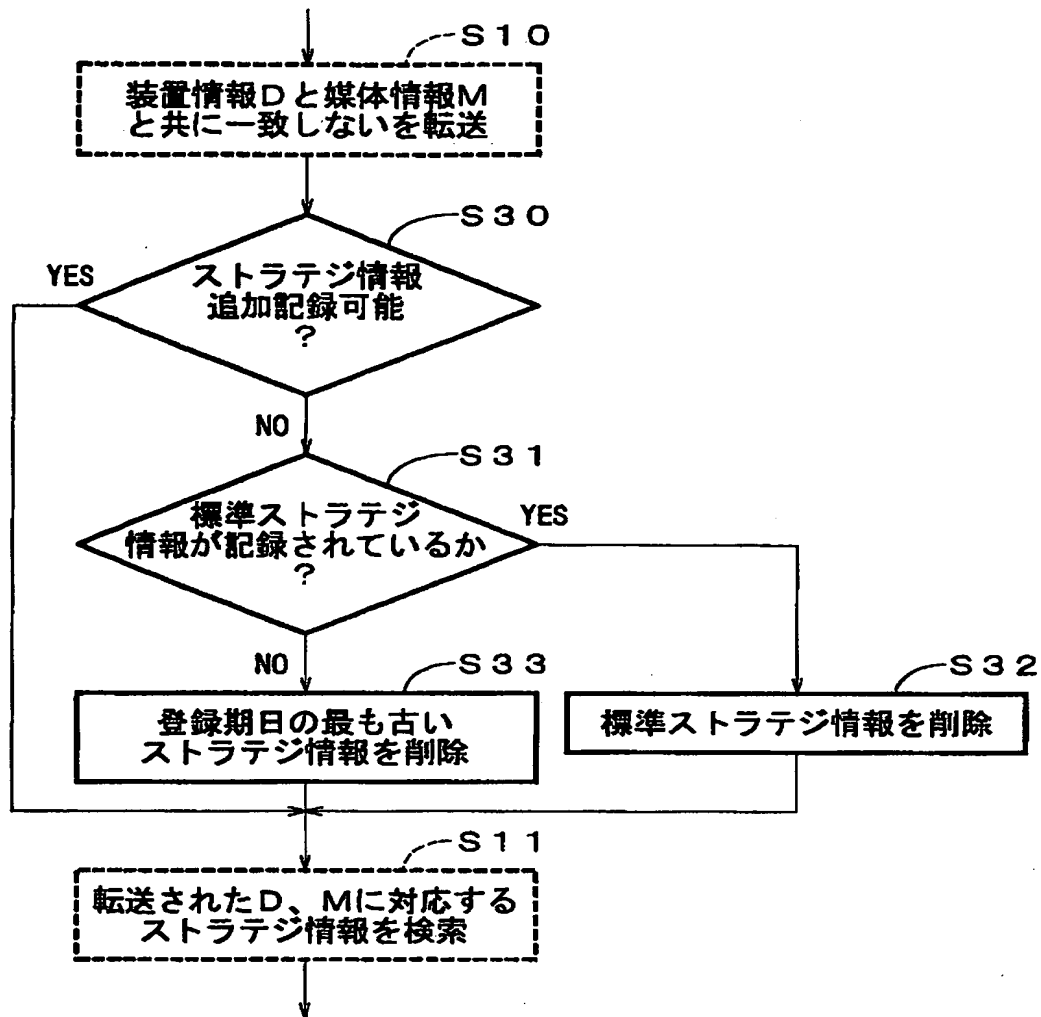 S10
装置情報Dと媒体情報M
と共に一致しないを転送
S30
YES
ストラテジ情報
追加記録可能
?
NO
S31
標準ストラテジ
情報が記録されているか
?
YES
NO
S33
登録期日の最も古い
ストラテジ情報を削除
S32
標準ストラテジ情報を削除
S11
転送されたD、Mに対応する
ストラテジ情報を検索